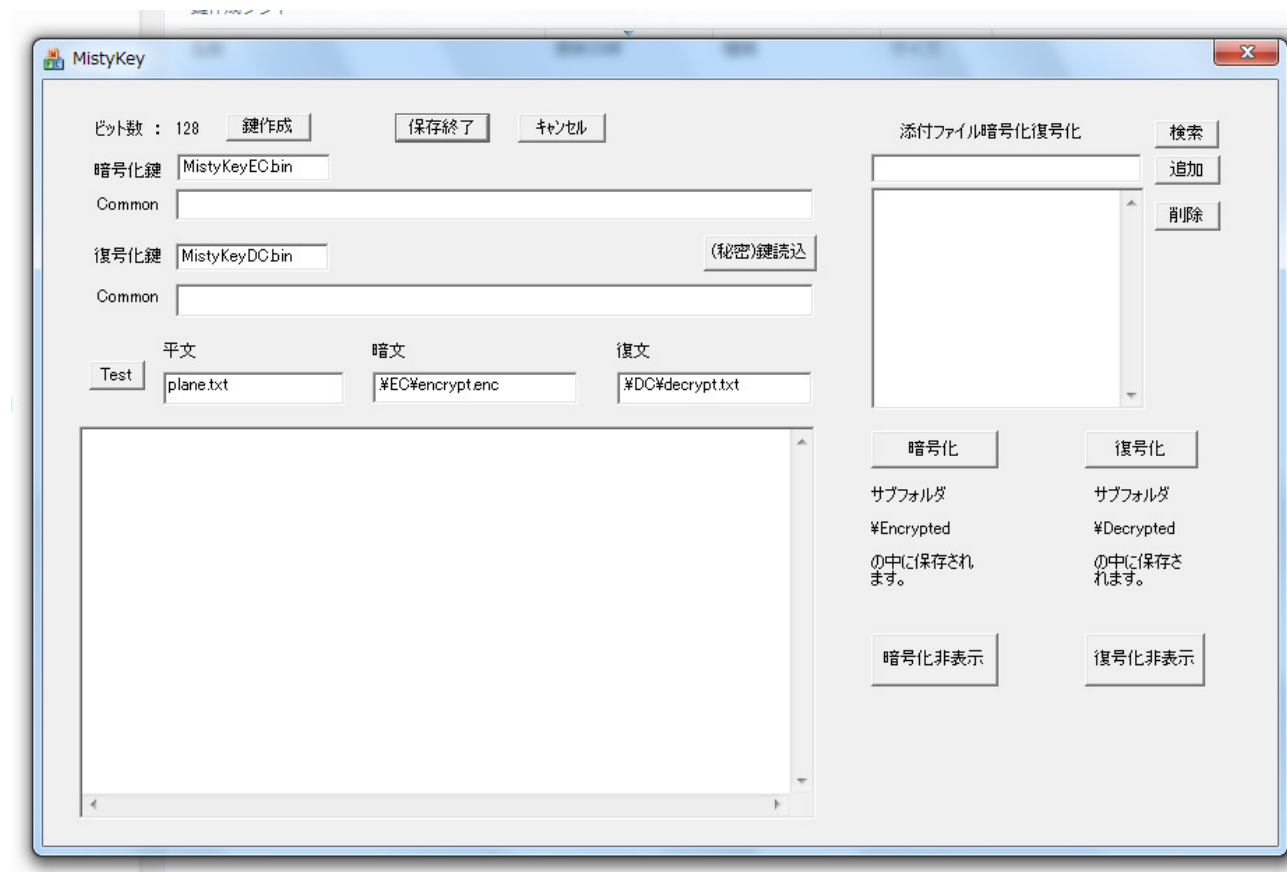 MistyKey
ビット数 : 128 鍵作成 保存終了 キャンセル
暗号化鍵 MistyKeyEC.bin
Common
復号化鍵 MistyKeyDC.bin (秘密)鍵読込
Common
平文 暗文 復文
Test plane.txt .¥EC¥encrypt.enc .¥DC¥decrypt.txt
添付ファイル暗号化復号化 検索
追加
削除
暗号化 復号化
サブフォルダ サブフォルダ
¥Encrypted ¥Decrypted
の中に保存され の中に保存さ
ます。 れます。
暗号化非表示 復号化非表示